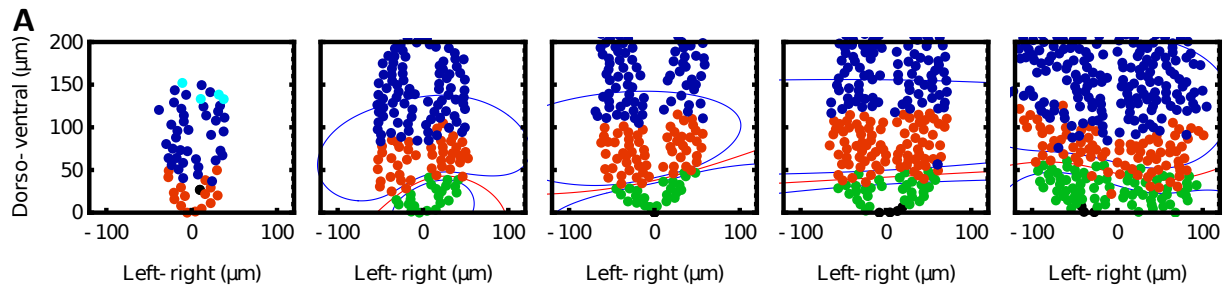 A
Dorso- ventral (µm)
200
150
100
50
0
- 100 0 100
- 100 0 100
- 100 0 100
- 100 0 100
- 100 0 100
Left- right (µm)
Left- right (µm)
Left- right (µm)
Left- right (µm)
Left- right (µm)